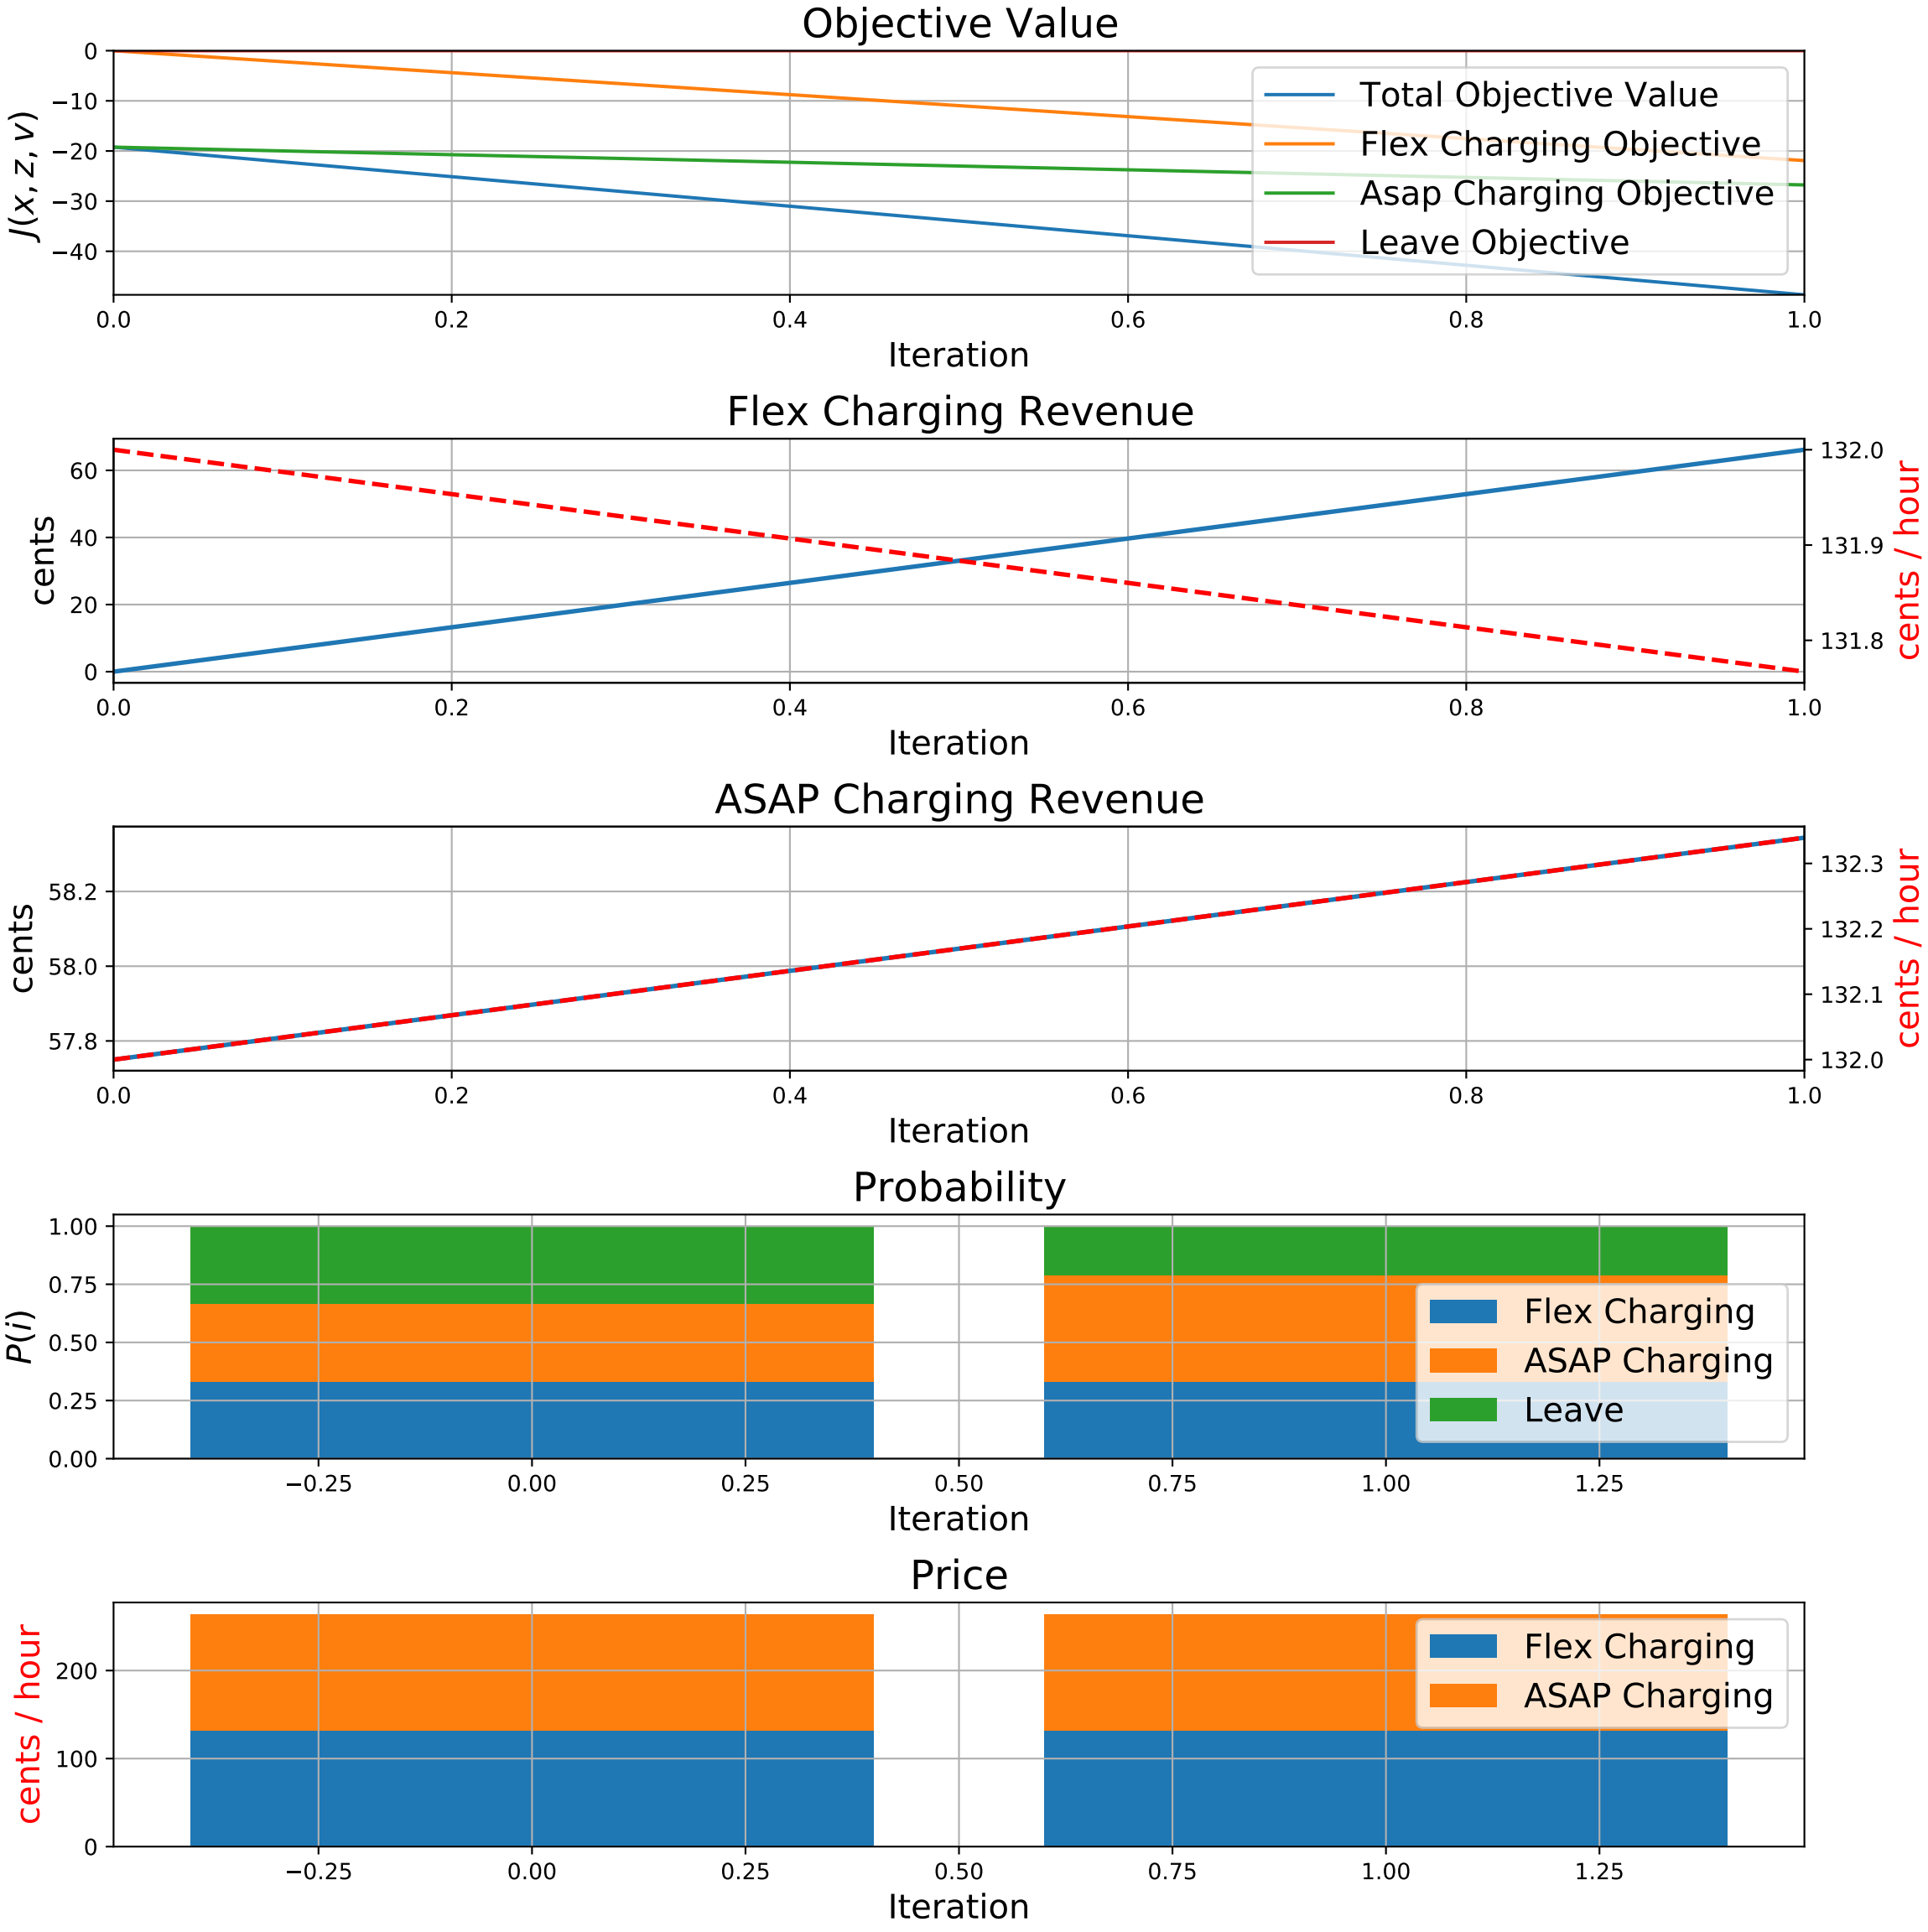 Objective Value
0
−10
−20
−30
−40
J(x, z, v)
Total Objective Value
Flex Charging Objective
Asap Charging Objective
Leave Objective
0.0 0.2 0.4 0.6 0.8 1.0
Iteration
Flex Charging Revenue
60
40
20
0
cents
132.0
131.9
131.8
cents / hour
0.0 0.2 0.4 0.6 0.8 1.0
Iteration
ASAP Charging Revenue
58.2
58.0
57.8
cents
132.3
132.2
132.1
132.0
cents / hour
0.0 0.2 0.4 0.6 0.8 1.0
Iteration
Probability
1.00
0.75
0.50
0.25
0.00
P(i)
Flex Charging
ASAP Charging
Leave
−0.25 0.00 0.25 0.50 0.75 1.00 1.25
Iteration
Price
200
100
0
cents / hour
Flex Charging
ASAP Charging
−0.25 0.00 0.25 0.50 0.75 1.00 1.25
Iteration